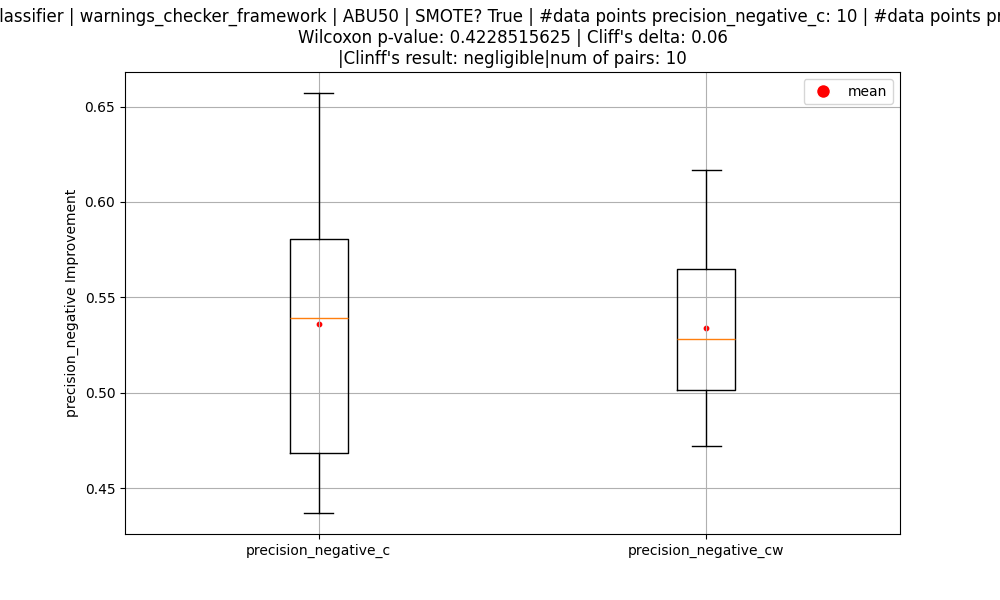 lassifier | warnings_checker_framework | ABU50 | SMOTE? True | #data points precision_negative_c: 10 | #data points pr
Wilcoxon p-value: 0.4228515625 | Cliff's delta: 0.06
|Clinff's result: negligible|num of pairs: 10
mean
0.65
0.60
0.55
0.50
0.45
precision_negative Improvement
precision_negative_c
precision_negative_cw